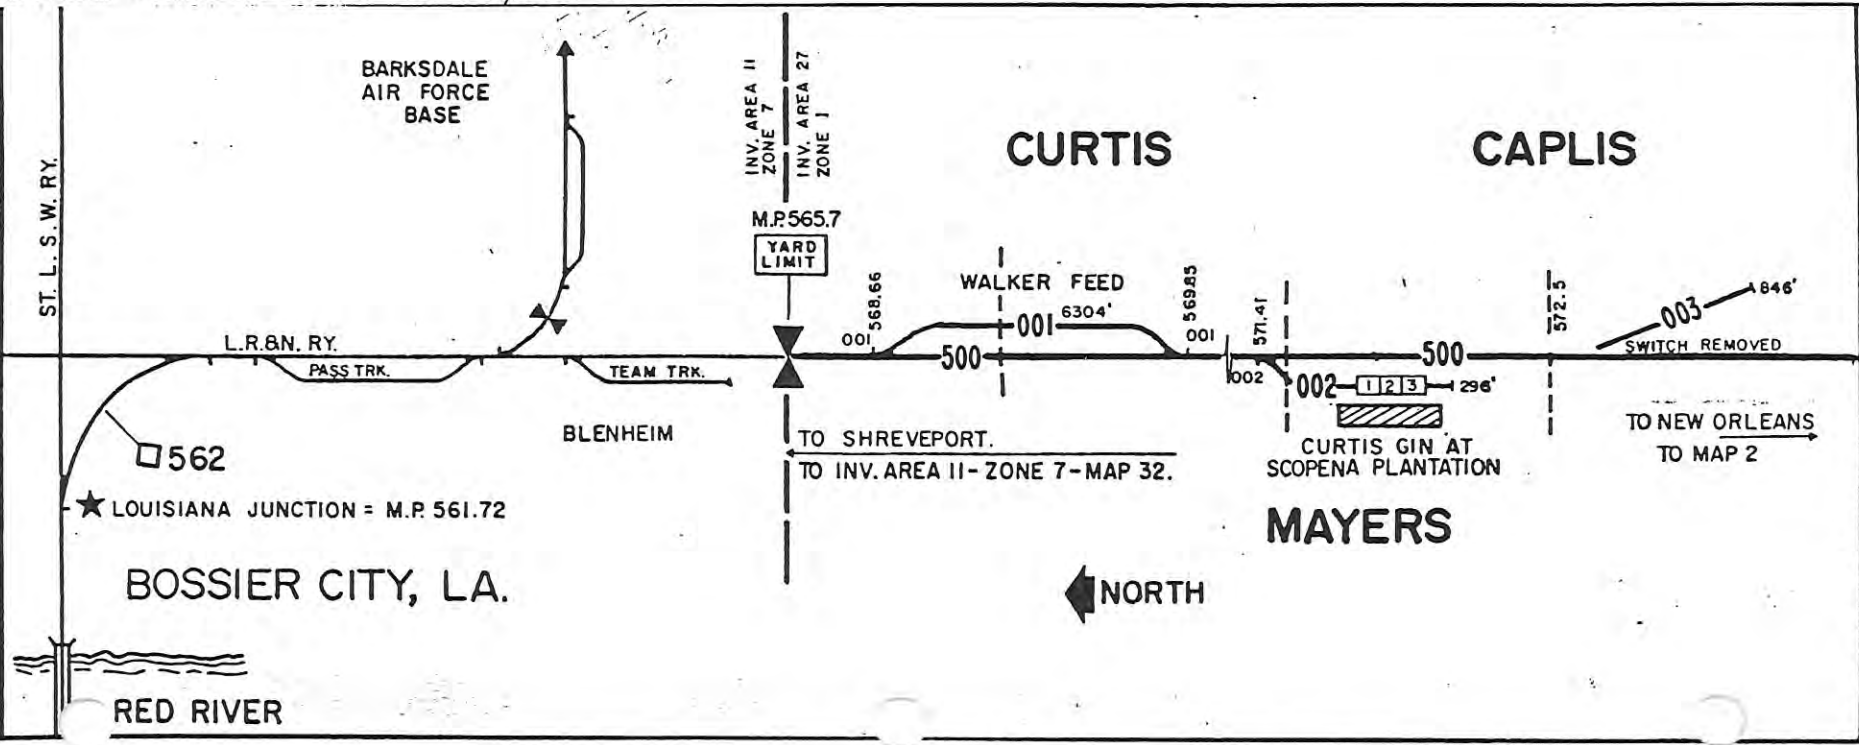 BARKSDALE
AIR FORCE
BASE
ST. L. S. W. RY.
INV. AREA 11
ZONE 7
INV. AREA 27
ZONE 1
M.P. 565.7
YARD
LIMIT
CURTIS
CAPLIS
WALKER FEED
001
568.66
001
6304'
569.85
001
571.41
572.5
003
846'
L.R.&N. RY.
PASS TRK.
TEAM TRK.
500
500
SWITCH REMOVED
002
002
1 2 3
296'
BLENHEIM
562
TO SHREVEPORT.
TO INV. AREA 11-ZONE 7-MAP 32.
CURTIS GIN AT
SCOPENA PLANTATION
TO NEW ORLEANS
TO MAP 2
LOUISIANA JUNCTION = M.P. 561.72
MAYERS
BOSSIER CITY, LA.
NORTH
RED RIVER